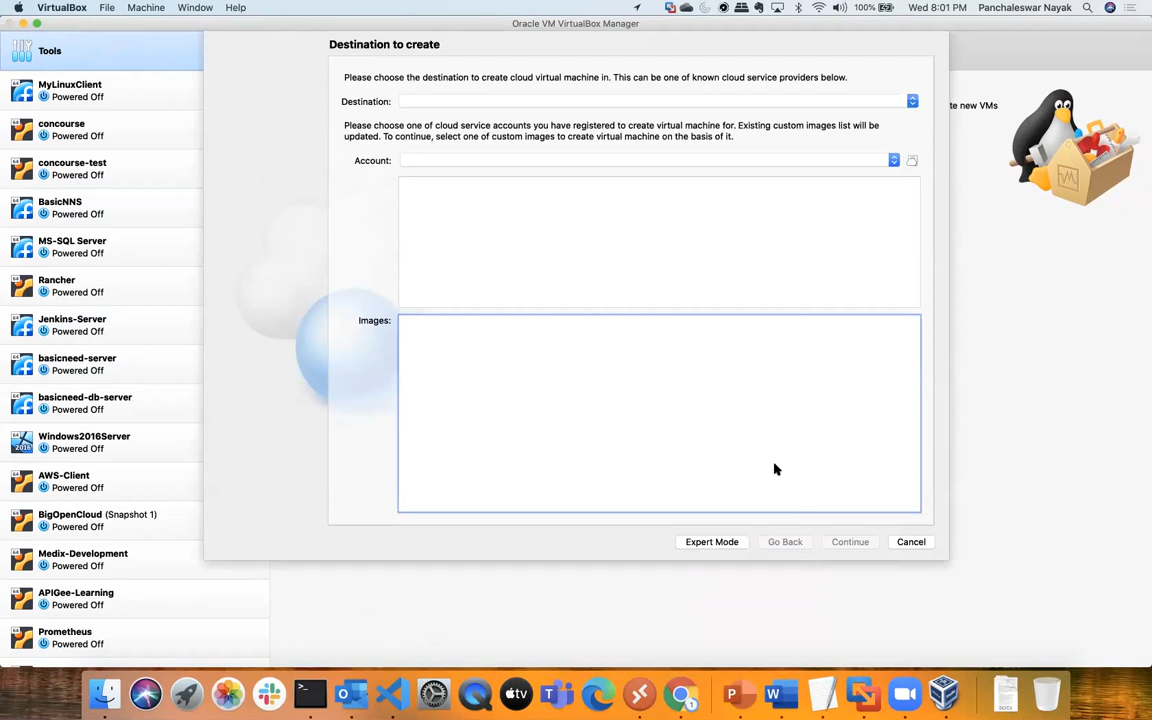 VirtualBox File Machine Window Help 100% Wed 8:01 PM Panchaleswar Nayak
Oracle VM VirtualBox Manager
Tools
MyLinuxClient
Powered Off
concourse
Powered Off
concourse-test
Powered Off
BasicNNS
Powered Off
MS-SQL Server
Powered Off
Rancher
Powered Off
Jenkins-Server
Powered Off
basicneed-server
Powered Off
basicneed-db-server
Powered Off
Windows2016Server
Powered Off
AWS-Client
Powered Off
BigOpenCloud (Snapshot 1)
Powered Off
Medix-Development
Powered Off
APIGee-Learning
Powered Off
Prometheus
Powered Off
Destination to create
Please choose the destination to create cloud virtual machine in. This can be one of known cloud service providers below.
Destination:
Please choose one of cloud service accounts you have registered to create virtual machine for. Existing custom images list will be
updated. To continue, select one of custom images to create virtual machine on the basis of it.
Account:
Images:
Expert Mode Go Back Continue Cancel
te new VMs